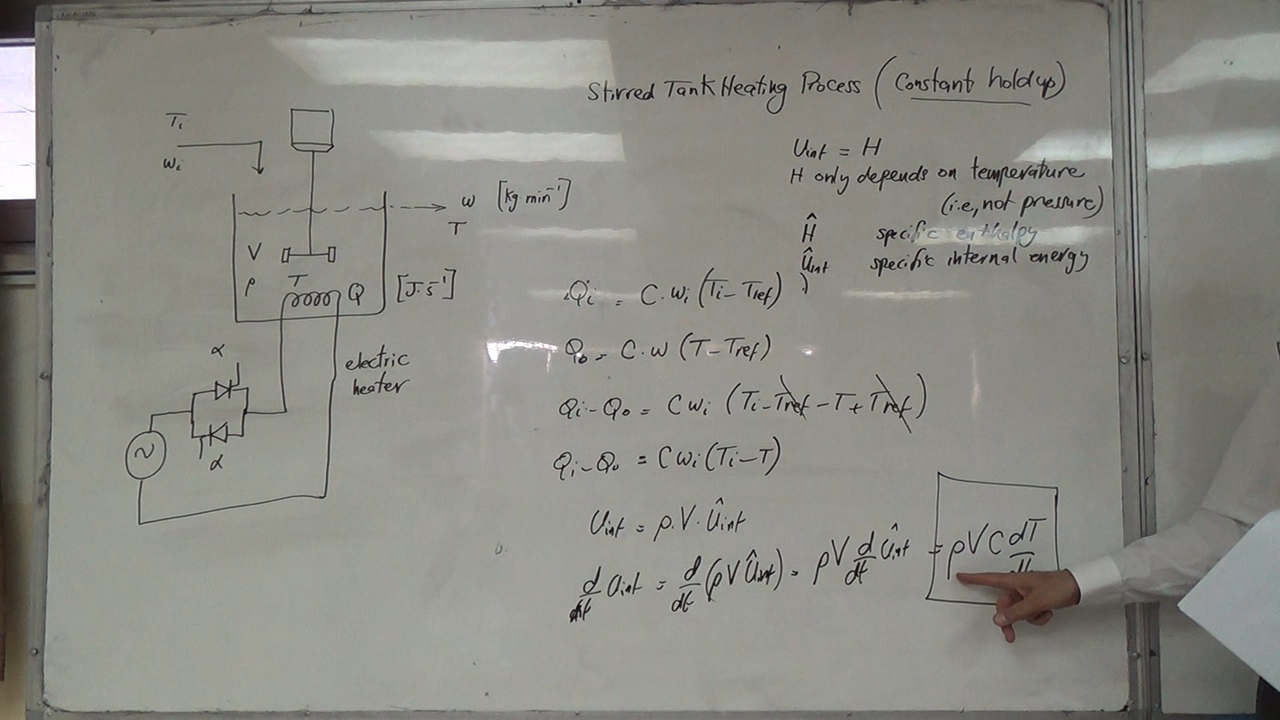 Stirred Tank Heating Process (Constant holdup)
Uint = H
H only depends on temperature
(i.e, not pressure)
Ĥ specific enthalpy
Ûint specific internal energy
Ti
wi
w [kg min⁻¹]
T
V
ρ
T
Q [J·s⁻¹]
electric
heater
α
~
α
Qi = C·wi (Ti - Tref)
Qo = C·w (T - Tref)
Qi - Qo = C wi (Ti - Tref - T + Tref)
Qi - Qo = C wi (Ti - T)
Uint = ρ·V·Ûint
d/dt Uint = d/dt (ρ V Ûint) = ρV d/dt Ûint = ρ V C dT/dt